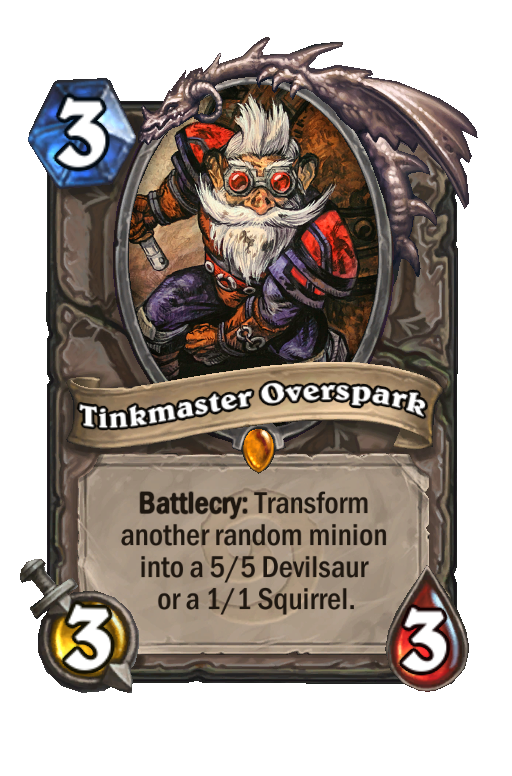 3
Tinkmaster Overspark
Battlecry: Transform
another random minion
into a 5/5 Devilsaur
or a 1/1 Squirrel.
3
3